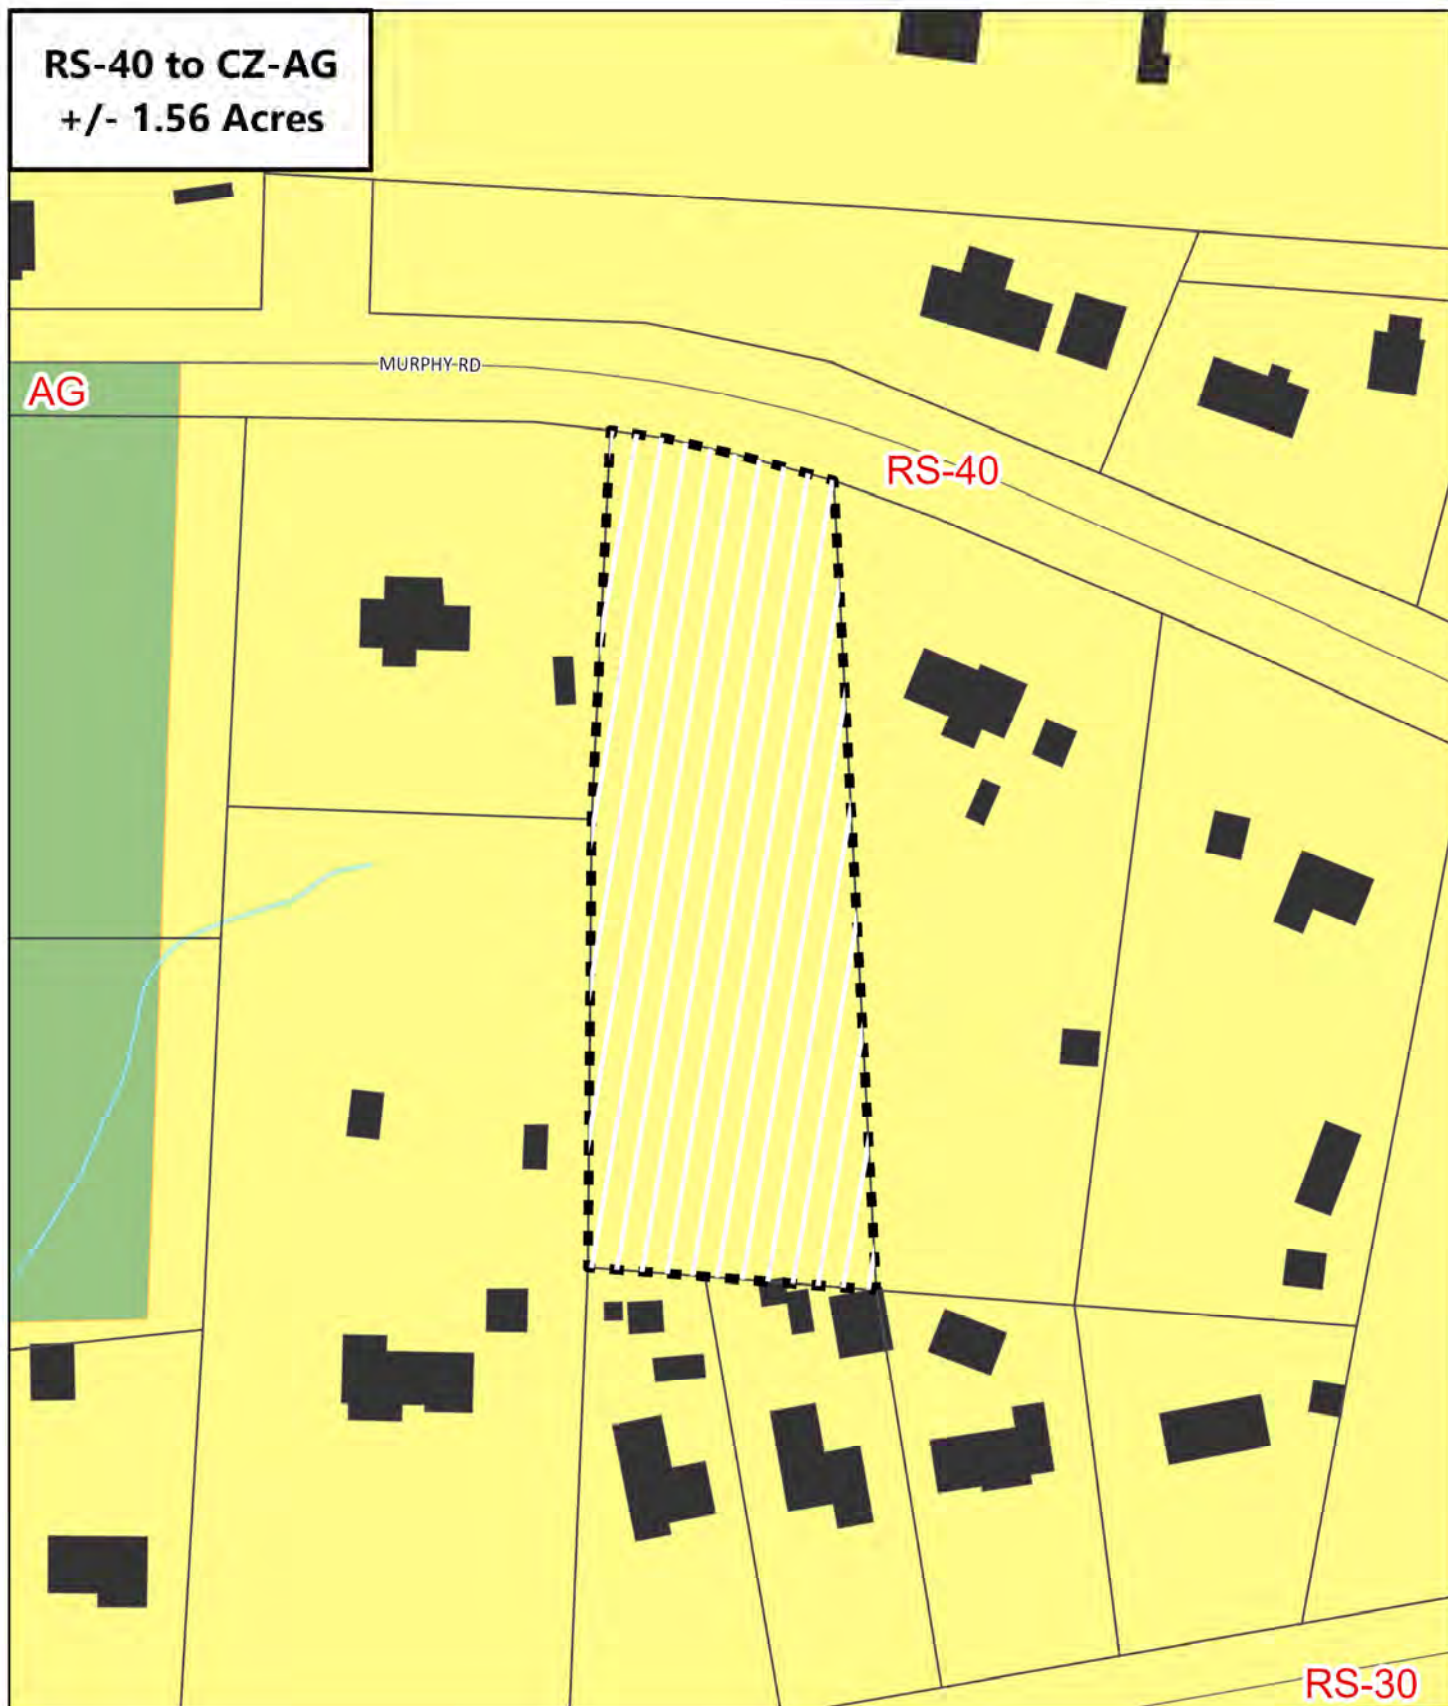 RS-40 to CZ-AG
+/- 1.56 Acres
MURPHY RD
AG
RS-40
RS-30